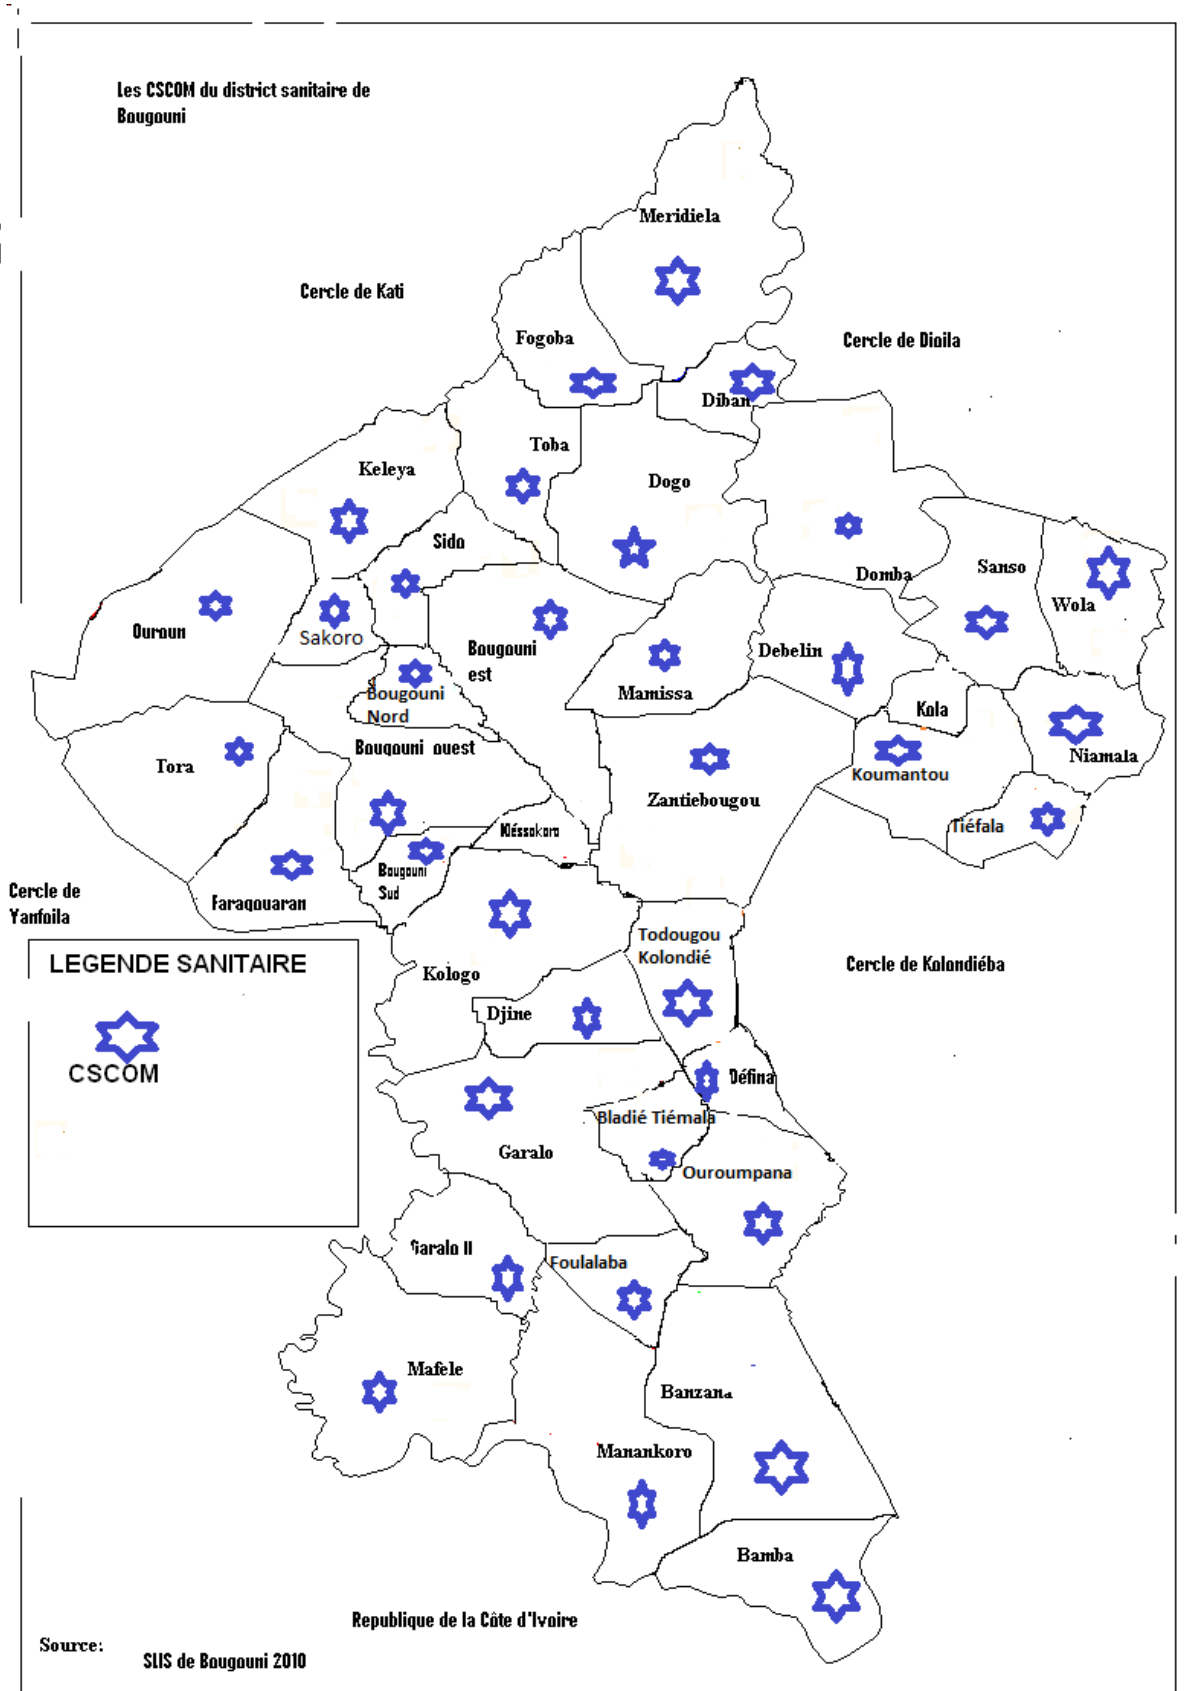 Les CSCOM du district sanitaire de
Bougouni
Meridiela
Cercle de Kati
Fogoba
Cercle de Dioila
Diban
Toba
Keleya
Dogo
Sido
Domba
Sanso
Wola
Ouroun
Sakoro
Bougouni
est
Debelin
Mamissa
Bougouni
Nord
Kola
Bougouni ouest
Tora
Niamala
Koumantou
Zantiebougou
Tiéfala
Kléssokoro
Bougouni
Sud
Cercle de
Yanfoila
Faragouaran
Todougou
Kolondié
LEGENDE SANITAIRE
Kologo
Cercle de Kolondiéba
Djine
CSCOM
Défina
Bladié Tiémala
Garalo
Ouroumpana
Garalo II
Foulalaba
Mafele
Banzana
Manankoro
Bamba
Republique de la Côte d'Ivoire
Source:
SLIS de Bougouni 2010